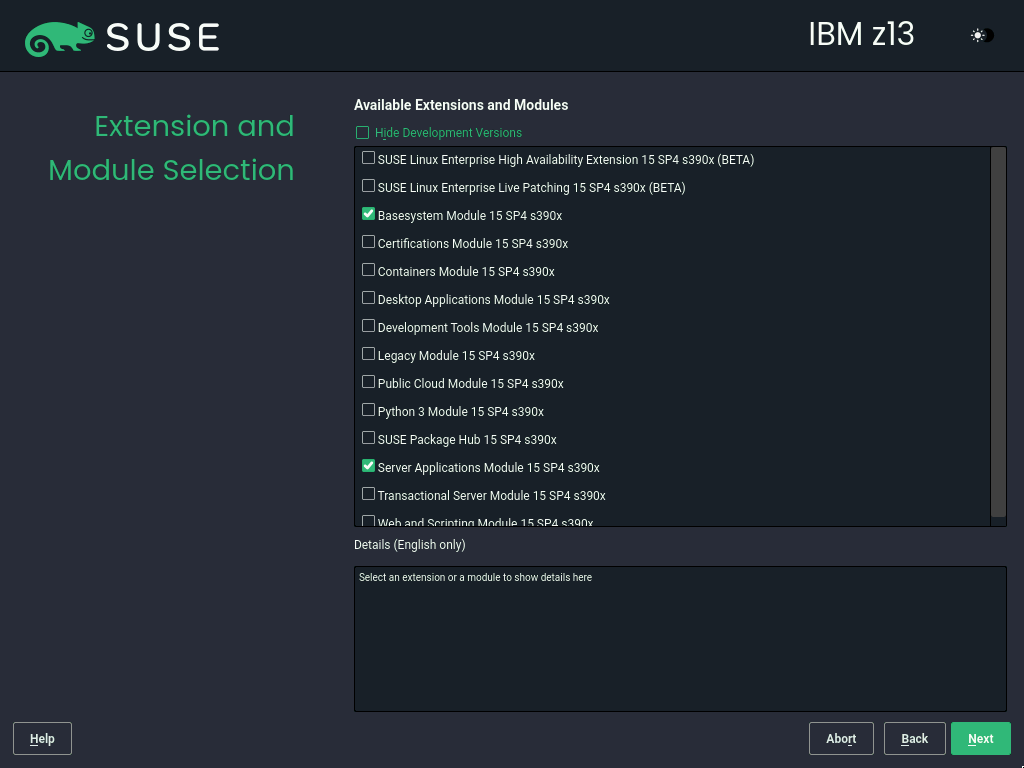 SUSE
IBM z13
Extension and
Module Selection
Available Extensions and Modules
Hide Development Versions
SUSE Linux Enterprise High Availability Extension 15 SP4 s390x (BETA)
SUSE Linux Enterprise Live Patching 15 SP4 s390x (BETA)
Basesystem Module 15 SP4 s390x
Certifications Module 15 SP4 s390x
Containers Module 15 SP4 s390x
Desktop Applications Module 15 SP4 s390x
Development Tools Module 15 SP4 s390x
Legacy Module 15 SP4 s390x
Public Cloud Module 15 SP4 s390x
Python 3 Module 15 SP4 s390x
SUSE Package Hub 15 SP4 s390x
Server Applications Module 15 SP4 s390x
Transactional Server Module 15 SP4 s390x
Web and Scripting Module 15 SP4 s390x
Details (English only)
Select an extension or a module to show details here
Help
Abort
Back
Next